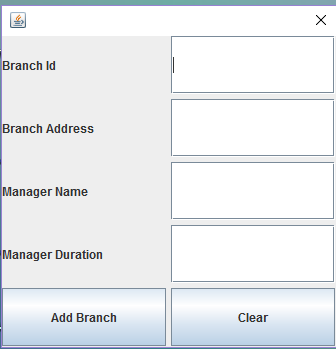 Branch Id
Branch Address
Manager Name
Manager Duration
Add Branch
Clear